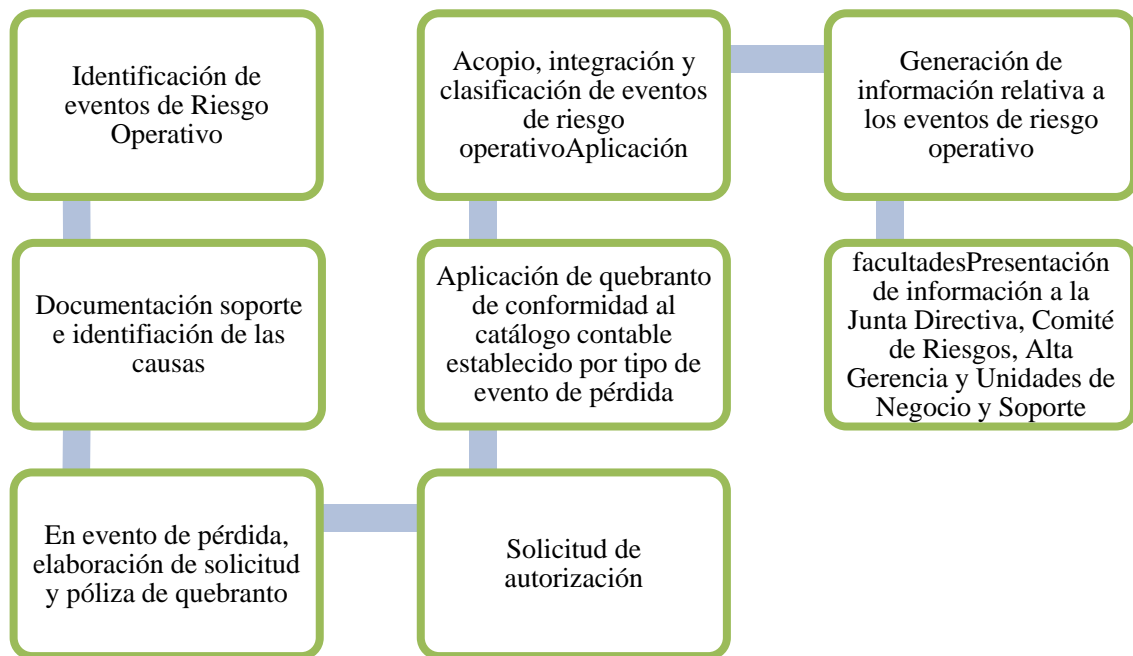 Identificación de
eventos de Riesgo
Operativo
Documentación soporte
e identifiación de las
causas
En evento de pérdida,
elaboración de solicitud
y póliza de quebranto
Solicitud de
autorización
Aplicación de quebranto
de conformidad al
catálogo contable
establecido por tipo de
evento de pérdida
Acopio, integración y
clasificación de eventos
de riesgo
operativoAplicación
Generación de
información relativa a
los eventos de riesgo
operativo
facultadesPresentación
de información a la
Junta Directiva, Comité
de Riesgos, Alta
Gerencia y Unidades de
Negocio y Soporte